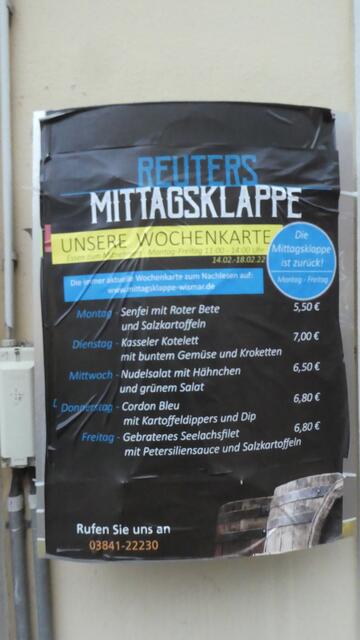 REUTERS
MITTAGSKLAPPE
UNSERE WOCHENKARTE
Essen zum Mitnehmen - Montag-Freitag 11:00 - 14:00 Uhr
14.02.-18.02.22
Die
Mittagsklappe
ist zurück!
Montag - Freitag
Die immer aktuelle Wochenkarte zum Nachlesen auf:
www.mittagsklappe-wismar.de
Montag - Senfei mit Roter Bete 5,50 €
und Salzkartoffeln
Dienstag - Kasseler Kotelett 7,00 €
mit buntem Gemüse und Kroketten
Mittwoch - Nudelsalat mit Hähnchen 6,50 €
und grünem Salat
Donnerstag - Cordon Bleu 6,80 €
mit Kartoffeldippers und Dip
Freitag - Gebratenes Seelachsfilet 6,80 €
mit Petersiliensauce und Salzkartoffeln
Rufen Sie uns an
03841-22230